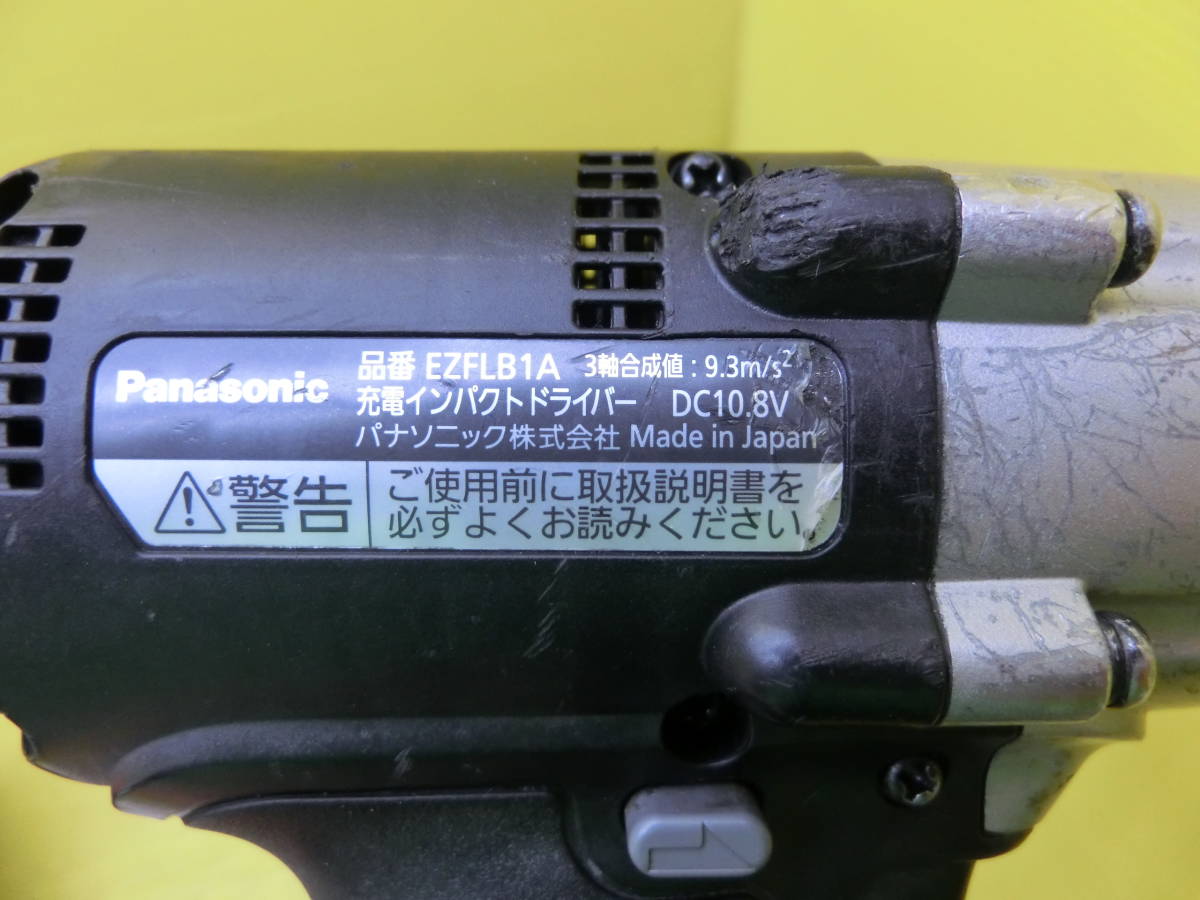 Panasonic
品番 EZFLB1A 3軸合成値:9.3m/s²
充電インパクトドライバー DC10.8V
パナソニック株式会社 Made in Japan
警告
ご使用前に取扱説明書を
必ずよくお読みください。